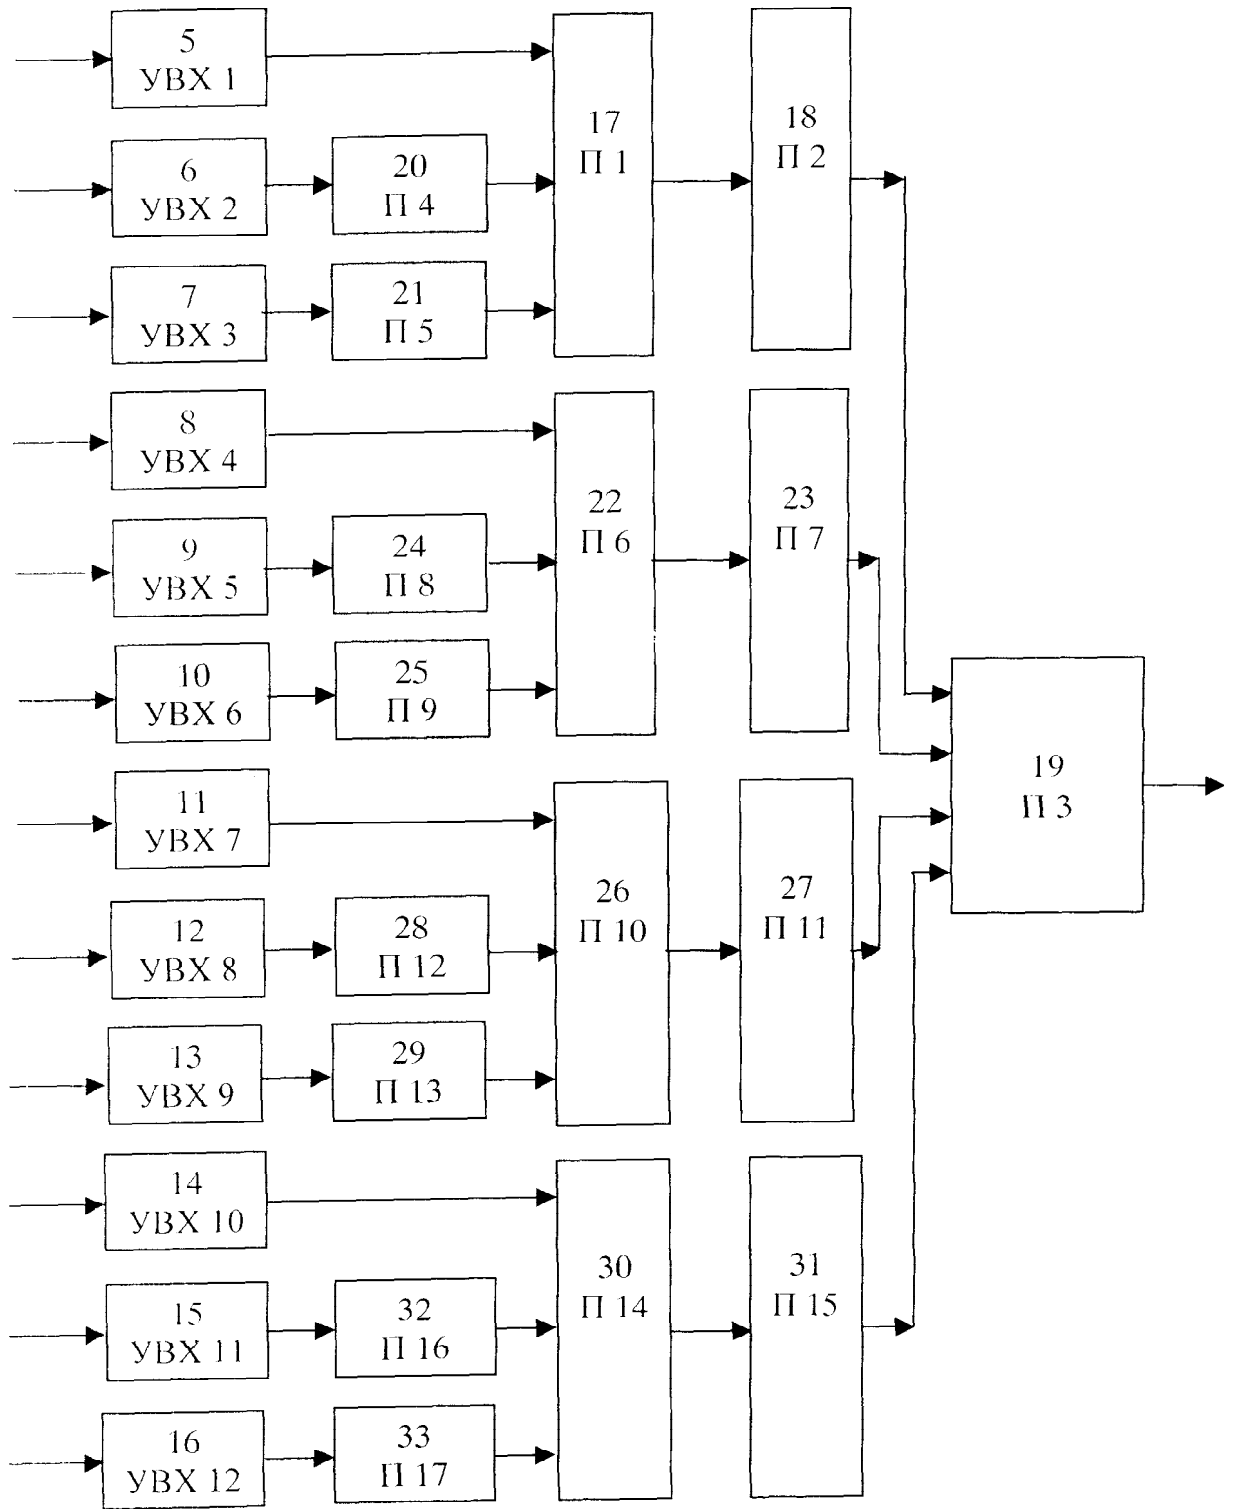 5
УВХ 1
6
УВХ 2
20
П 4
7
УВХ 3
21
П 5
17
П 1
18
П 2
8
УВХ 4
9
УВХ 5
24
П 8
10
УВХ 6
25
П 9
22
П 6
23
П 7
11
УВХ 7
12
УВХ 8
28
П 12
13
УВХ 9
29
П 13
26
П 10
27
П 11
14
УВХ 10
15
УВХ 11
32
П 16
16
УВХ 12
33
П 17
30
П 14
31
П 15
19
П 3